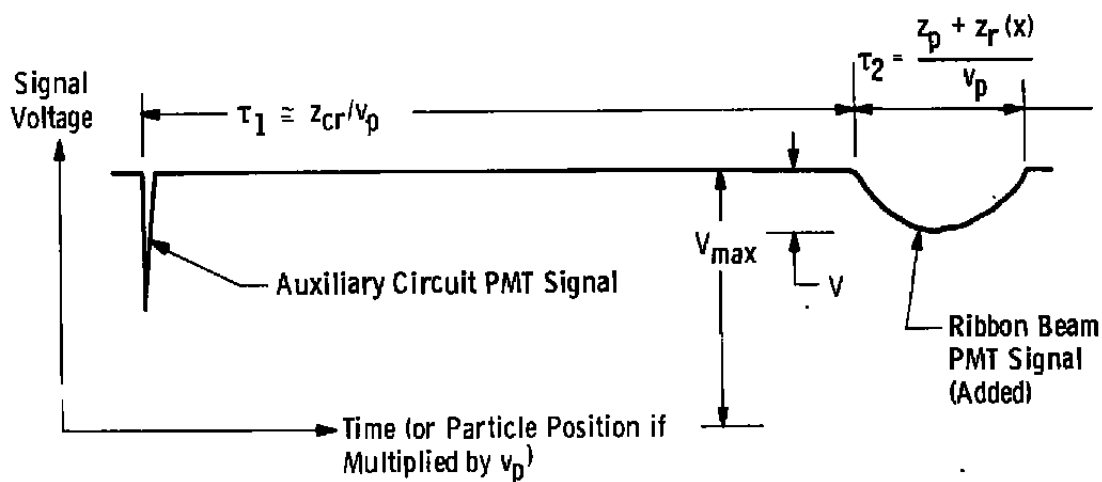 Signal
Voltage
τ1 ≅ zcr/vp
τ2 = zp + zr (x)
vp
Vmax
V
Auxiliary Circuit PMT Signal
Ribbon Beam
PMT Signal
(Added)
Time (or Particle Position if
Multiplied by vp)